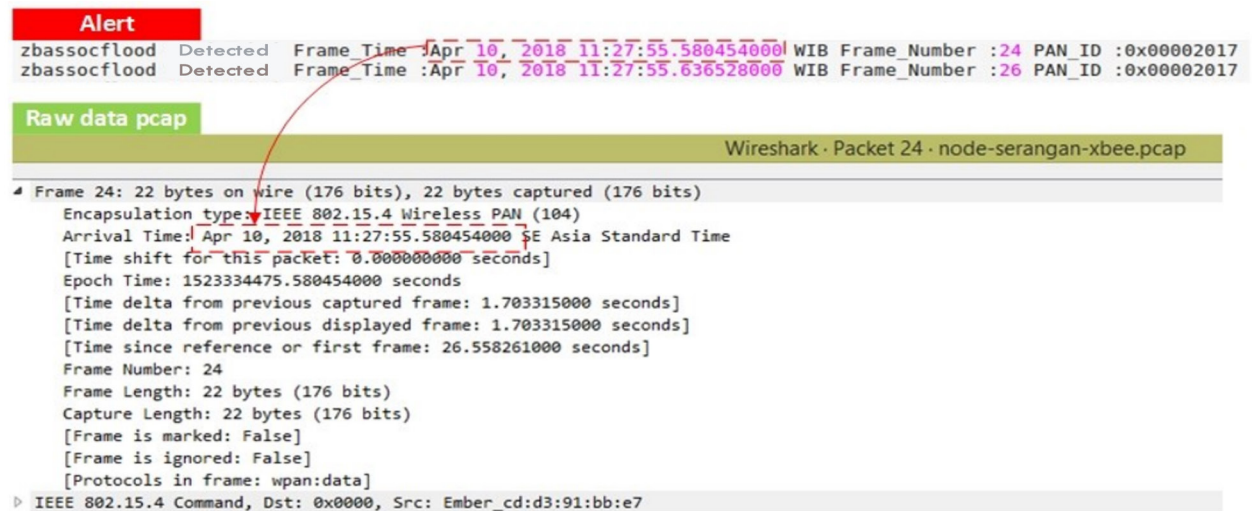 Alert
zbassocflood Detected Frame_Time :Apr 10, 2018 11:27:55.580454000 WIB Frame_Number :24 PAN_ID :0x00002017
zbassocflood Detected Frame_Time :Apr 10, 2018 11:27:55.636528000 WIB Frame_Number :26 PAN_ID :0x00002017
Raw data pcap
Wireshark · Packet 24 · node-serangan-xbee.pcap
Frame 24: 22 bytes on wire (176 bits), 22 bytes captured (176 bits)
Encapsulation type: IEEE 802.15.4 Wireless PAN (104)
Arrival Time: Apr 10, 2018 11:27:55.580454000 SE Asia Standard Time
[Time shift for this packet: 0.000000000 seconds]
Epoch Time: 1523334475.580454000 seconds
[Time delta from previous captured frame: 1.703315000 seconds]
[Time delta from previous displayed frame: 1.703315000 seconds]
[Time since reference or first frame: 26.558261000 seconds]
Frame Number: 24
Frame Length: 22 bytes (176 bits)
Capture Length: 22 bytes (176 bits)
[Frame is marked: False]
[Frame is ignored: False]
[Protocols in frame: wpan:data]
IEEE 802.15.4 Command, Dst: 0x0000, Src: Ember_cd:d3:91:bb:e7